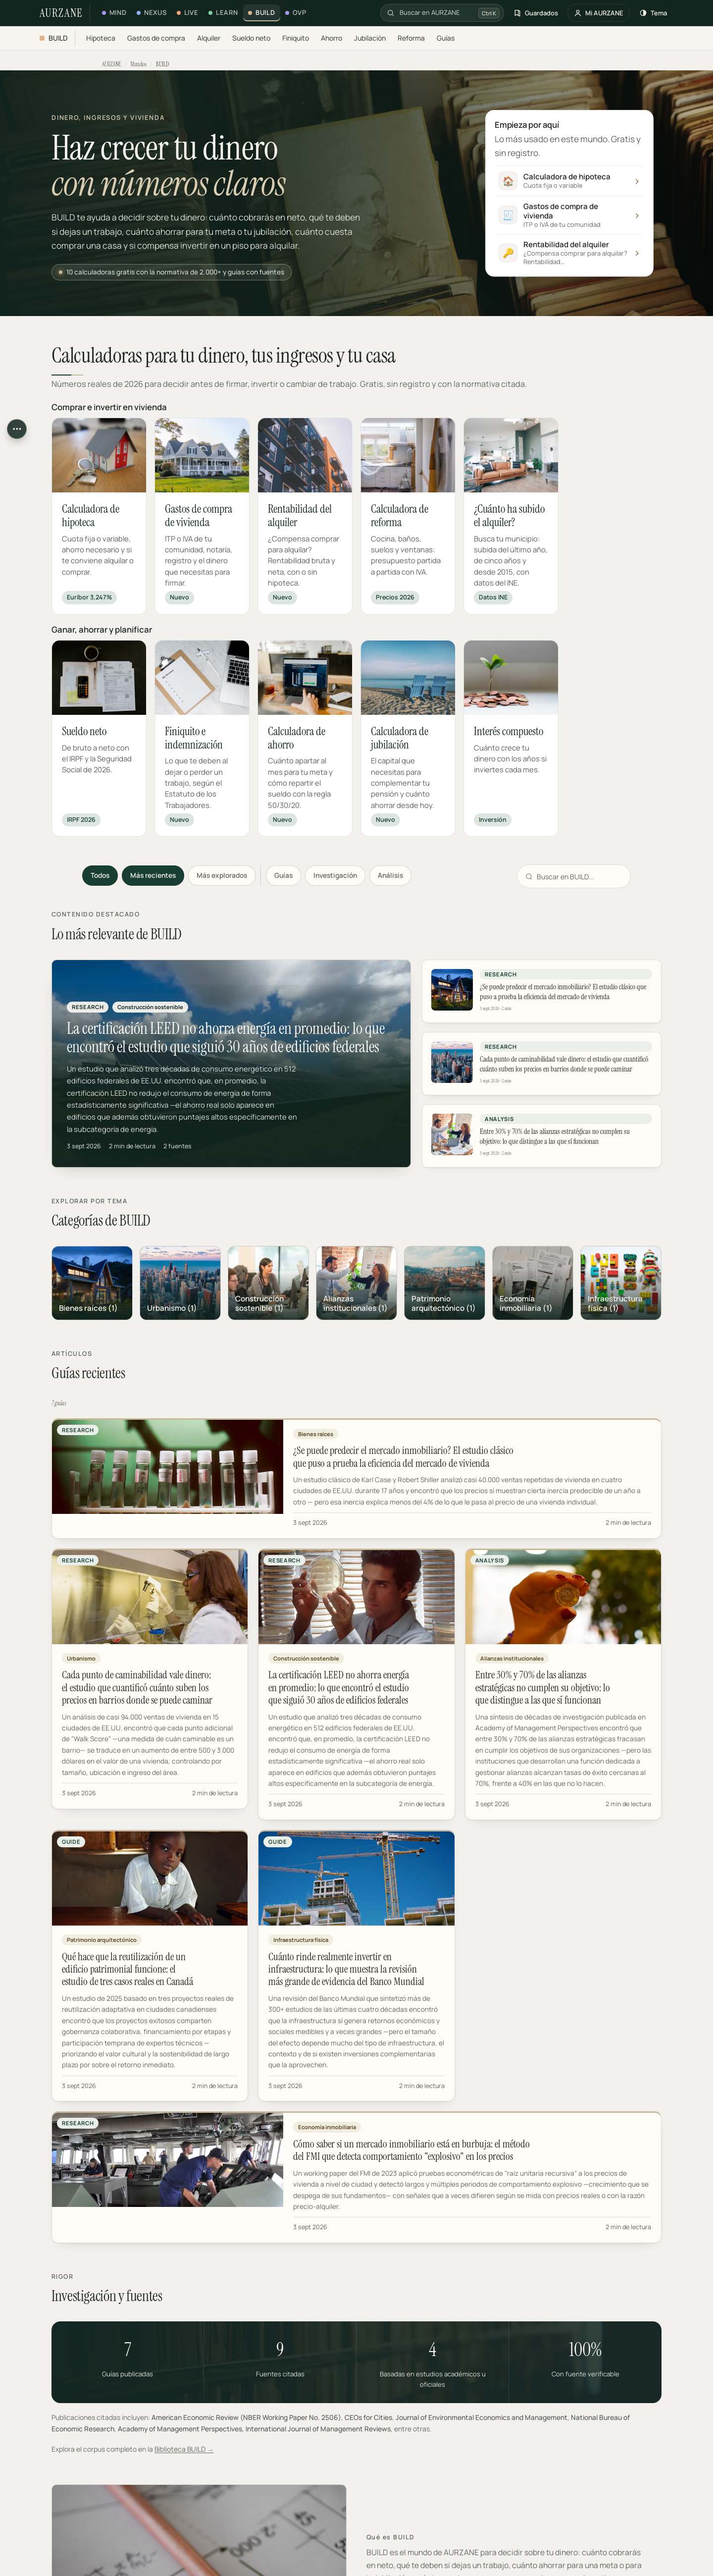 AURZANE
MIND
NEXUS
LIVE
LEARN
BUILD
OVP
Buscar en AURZANE
Ctrl K
Guardados
Mi AURZANE
Tema
BUILD
Hipoteca
Gastos de compra
Alquiler
Sueldo neto
Finiquito
Ahorro
Jubilación
Reforma
Guías
AURZANE / Mundos / BUILD
DINERO, INGRESOS Y VIVIENDA
Haz crecer tu dinero
con números claros
BUILD te ayuda a decidir sobre tu dinero: cuánto cobrarás en neto, qué te deben
si dejas un trabajo, cuánto ahorrar para tu meta o tu jubilación, cuánto cuesta
comprar una casa y si compensa invertir en un piso para alquilar.
10 calculadoras gratis con la normativa de 2.000+ y guías con fuentes
Empieza por aquí
Lo más usado en este mundo. Gratis y
sin registro.
Calculadora de hipoteca
Cuota fija o variable
Gastos de compra de
vivienda
ITP o IVA de tu comunidad
Rentabilidad del alquiler
¿Compensa comprar para alquilar?
Rentabilidad…
Calculadoras para tu dinero, tus ingresos y tu casa
Números reales de 2026 para decidir antes de firmar, invertir o cambiar de trabajo. Gratis, sin registro y con la normativa citada.
Comprar e invertir en vivienda
Calculadora de
hipoteca
Cuota fija o variable,
ahorro necesario y si
te conviene alquilar o
comprar.
Euríbor 3,247%
Gastos de compra
de vivienda
ITP o IVA de tu
comunidad, notaría,
registro y el dinero
que necesitas para
firmar.
Nuevo
Rentabilidad del
alquiler
¿Compensa comprar
para alquilar?
Rentabilidad bruta y
neta, con o sin
hipoteca.
Nuevo
Calculadora de
reforma
Cocina, baños,
suelos y ventanas:
presupuesto partida
a partida con IVA.
Precios 2026
¿Cuánto ha subido
el alquiler?
Busca tu municipio:
subida del último año,
de cinco años y
desde 2015, con
datos del INE.
Datos INE
Ganar, ahorrar y planificar
Sueldo neto
De bruto a neto con
el IRPF y la Seguridad
Social de 2026.
IRPF 2026
Finiquito e
indemnización
Lo que te deben al
dejar o perder un
trabajo, según el
Estatuto de los
Trabajadores.
Nuevo
Calculadora de
ahorro
Cuánto apartar al
mes para tu meta y
cómo repartir el
sueldo con la regla
50/30/20.
Nuevo
Calculadora de
jubilación
El capital que
necesitas para
complementar tu
pensión y cuánto
ahorrar desde hoy.
Nuevo
Interés compuesto
Cuánto crece tu
dinero con los años si
inviertes cada mes.
Inversión
Todos
Más recientes
Más explorados
Guías
Investigación
Análisis
Buscar en BUILD…
CONTENIDO DESTACADO
Lo más relevante de BUILD
RESEARCH
Construcción sostenible
La certificación LEED no ahorra energía en promedio: lo que
encontró el estudio que siguió 30 años de edificios federales
Un estudio que analizó tres décadas de consumo energético en 512
edificios federales de EE.UU. encontró que, en promedio, la
certificación LEED no redujo el consumo de energía de forma
estadísticamente significativa —el ahorro real solo aparece en
edificios que además obtuvieron puntajes altos específicamente en
la subcategoría de energía.
3 sept 2026
2 min de lectura
2 fuentes
RESEARCH
¿Se puede predecir el mercado inmobiliario? El estudio clásico que
puso a prueba la eficiencia del mercado de vivienda
3 sept 2026 · 2 min
RESEARCH
Cada punto de caminabilidad vale dinero: el estudio que cuantificó
cuánto suben los precios en barrios donde se puede caminar
3 sept 2026 · 2 min
ANALYSIS
Entre 30% y 70% de las alianzas estratégicas no cumplen su
objetivo: lo que distingue a las que sí funcionan
3 sept 2026 · 2 min
EXPLORAR POR TEMA
Categorías de BUILD
Bienes raíces (1)
Urbanismo (1)
Construcción
sostenible (1)
Alianzas
institucionales (1)
Patrimonio
arquitectónico (1)
Economía
inmobiliaria (1)
Infraestructura
física (1)
ARTÍCULOS
Guías recientes
7 guías
RESEARCH
Bienes raíces
¿Se puede predecir el mercado inmobiliario? El estudio clásico
que puso a prueba la eficiencia del mercado de vivienda
Un estudio clásico de Karl Case y Robert Shiller analizó casi 40.000 ventas repetidas de vivienda en cuatro
ciudades de EE.UU. durante 17 años y encontró que los precios sí muestran cierta inercia predecible de un año a
otro — pero esa inercia explica menos del 4% de lo que le pasa al precio de una vivienda individual.
3 sept 2026
2 min de lectura
RESEARCH
Urbanismo
Cada punto de caminabilidad vale dinero:
el estudio que cuantificó cuánto suben los
precios en barrios donde se puede caminar
Un análisis de casi 94.000 ventas de vivienda en 15
ciudades de EE.UU. encontró que cada punto adicional
de "Walk Score" —una medida de cuán caminable es un
barrio— se traduce en un aumento de entre 500 y 3.000
dólares en el valor de una vivienda, controlando por
tamaño, ubicación e ingreso del área.
3 sept 2026
2 min de lectura
RESEARCH
Construcción sostenible
La certificación LEED no ahorra energía
en promedio: lo que encontró el estudio
que siguió 30 años de edificios federales
Un estudio que analizó tres décadas de consumo
energético en 512 edificios federales de EE.UU.
encontró que, en promedio, la certificación LEED no
redujo el consumo de energía de forma
estadísticamente significativa —el ahorro real solo
aparece en edificios que además obtuvieron puntajes
altos específicamente en la subcategoría de energía.
3 sept 2026
2 min de lectura
ANALYSIS
Alianzas institucionales
Entre 30% y 70% de las alianzas
estratégicas no cumplen su objetivo: lo
que distingue a las que sí funcionan
Una síntesis de décadas de investigación publicada en
Academy of Management Perspectives encontró que
entre 30% y 70% de las alianzas estratégicas fracasan
en cumplir los objetivos de sus organizaciones —pero las
instituciones que desarrollan una función dedicada a
gestionar alianzas alcanzan tasas de éxito cercanas al
70%, frente a 40% en las que no lo hacen.
3 sept 2026
2 min de lectura
GUIDE
Patrimonio arquitectónico
Qué hace que la reutilización de un
edificio patrimonio funcione: el
estudio de tres casos reales en Canadá
Un estudio de 2025 basado en tres proyectos reales de
reutilización adaptativa en ciudades canadienses
encontró que los proyectos exitosos comparten
gobernanza colaborativa, financiamiento por etapas y
participación temprana de expertos técnicos —
priorizando el valor cultural y la sostenibilidad de largo
plazo por sobre el retorno inmediato.
3 sept 2026
2 min de lectura
GUIDE
Infraestructura física
Cuánto rinde realmente invertir en
infraestructura: lo que muestra la revisión
más grande de evidencia del Banco Mundial
Una revisión del Banco Mundial que sintetizó más de
300+ estudios de las últimas cuatro décadas encontró
que la infraestructura sí genera retornos económicos y
sociales medibles y a veces grandes —pero el tamaño
del efecto depende mucho del tipo de infraestructura, el
contexto y de si existen inversiones complementarias
que la aprovechen.
3 sept 2026
2 min de lectura
RESEARCH
Economía inmobiliaria
Cómo saber si un mercado inmobiliario está en burbuja: el método
del FMI que detecta comportamiento "explosivo" en los precios
Un working paper del FMI de 2023 aplicó pruebas econométricas de "raíz unitaria recursiva" a los precios de
vivienda a nivel de ciudad y detectó largos y múltiples periodos de comportamiento explosivo —crecimiento que se
despega de sus fundamentos— con señales que a veces difieren según se mida con precios reales o con la razón
precio-alquiler.
3 sept 2026
2 min de lectura
RIGOR
Investigación y fuentes
7
Guías publicadas
9
Fuentes citadas
4
Basadas en estudios académicos u
oficiales
100%
Con fuente verificable
Publicaciones citadas incluyen: American Economic Review (NBER Working Paper No. 2506), CEOs for Cities, Journal of Environmental Economics and Management, National Bureau of
Economic Research, Academy of Management Perspectives, International Journal of Management Reviews, entre otras.
Explora el corpus completo en la Biblioteca BUILD →
Qué es BUILD
BUILD es el mundo de AURZANE para decidir sobre tu dinero: cuánto cobrarás
en neto, qué te deben si dejas un trabajo, cuánto ahorrar para una meta o para